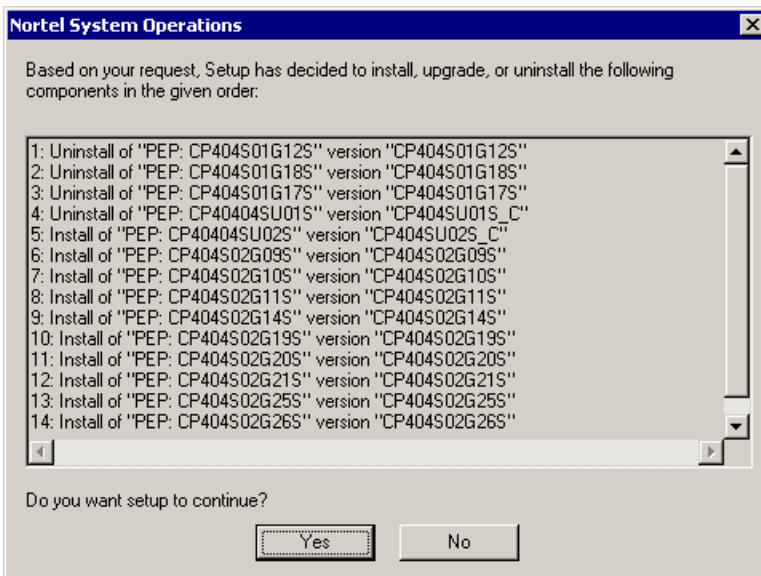 Nortel System Operations
Based on your request, Setup has decided to install, upgrade, or uninstall the following
components in the given order:
1: Uninstall of "PEP: CP404S01G12S" version "CP404S01G12S"
2: Uninstall of "PEP: CP404S01G18S" version "CP404S01G18S"
3: Uninstall of "PEP: CP404S01G17S" version "CP404S01G17S"
4: Uninstall of "PEP: CP40404SU01S" version "CP404SU01S_C"
5: Install of "PEP: CP40404SU02S" version "CP404SU02S_C"
6: Install of "PEP: CP404S02G09S" version "CP404S02G09S"
7: Install of "PEP: CP404S02G10S" version "CP404S02G10S"
8: Install of "PEP: CP404S02G11S" version "CP404S02G11S"
9: Install of "PEP: CP404S02G14S" version "CP404S02G14S"
10: Install of "PEP: CP404S02G19S" version "CP404S02G19S"
11: Install of "PEP: CP404S02G20S" version "CP404S02G20S"
12: Install of "PEP: CP404S02G21S" version "CP404S02G21S"
13: Install of "PEP: CP404S02G25S" version "CP404S02G25S"
14: Install of "PEP: CP404S02G26S" version "CP404S02G26S"
Do you want setup to continue?
Yes No